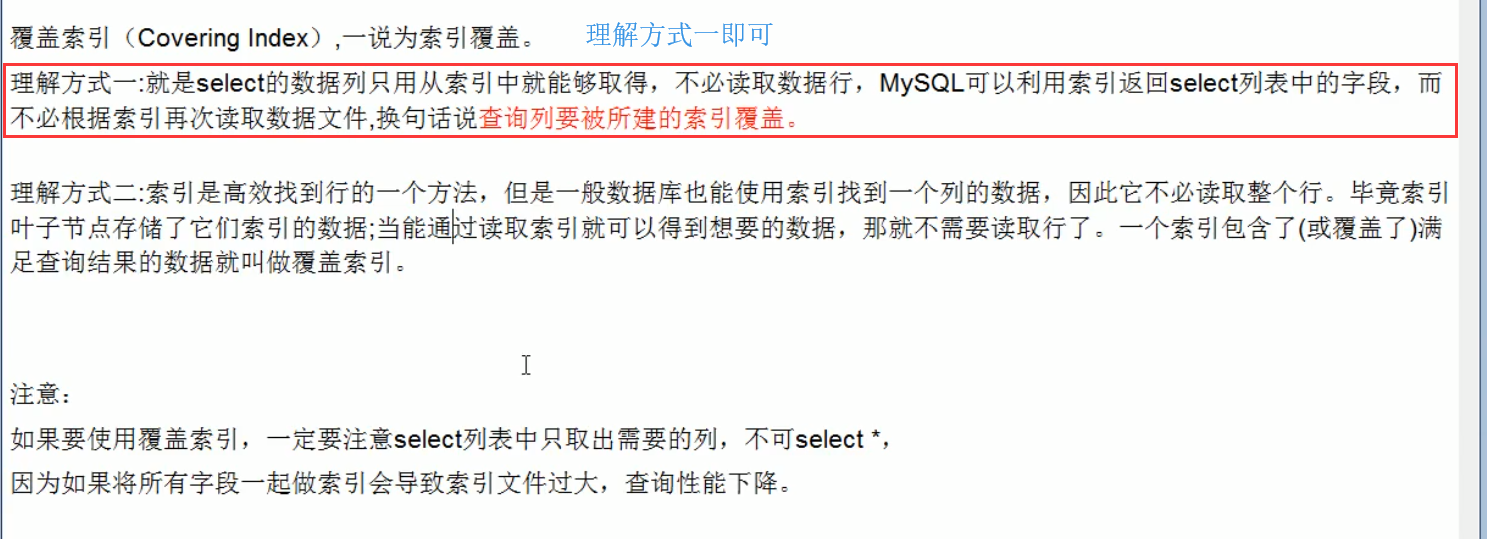 覆盖索引（Covering Index）,一说为索引覆盖。 理解方式一即可
理解方式一:就是select的数据列只用从索引中就能够取得，不必读取数据行，MySQL可以利用索引返回select列表中的字段，而
不必根据索引再次读取数据文件,换句话说查询列要被所建的索引覆盖。
理解方式二:索引是高效找到行的一个方法，但是一般数据库也能使用索引找到一个列的数据，因此它不必读取整个行。毕竟索引
叶子节点存储了它们索引的数据;当能通过读取索引就可以得到想要的数据，那就不需要读取行了。一个索引包含了(或覆盖了)满
足查询结果的数据就叫做覆盖索引。
注意：
如果要使用覆盖索引，一定要注意select列表中只取出需要的列，不可select *，
因为如果将所有字段一起做索引会导致索引文件过大，查询性能下降。